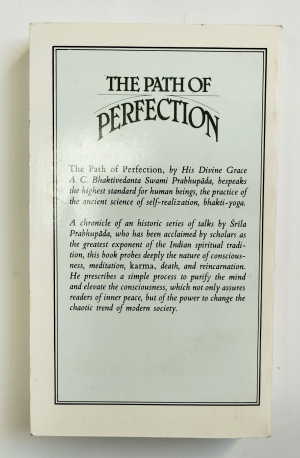 THE PATH OF
PERFECTION
The Path of Perfection, by His Divine Grace
A. C. Bhaktivedanta Swami Prabhupāda, bespeaks
the highest standard for human beings, the practice of
the ancient science of self-realization, bhakti-yoga.
A chronicle of an historic series of talks by Śrīla
Prabhupāda, who has been acclaimed by scholars as
the greatest exponent of the Indian spiritual tradi-
tion, this book probes deeply the nature of conscious-
ness, meditation, karma, death, and reincarnation.
He prescribes a simple process to purify the mind
and elevate the consciousness, which not only assures
readers of inner peace, but of the power to change the
chaotic trend of modern society.